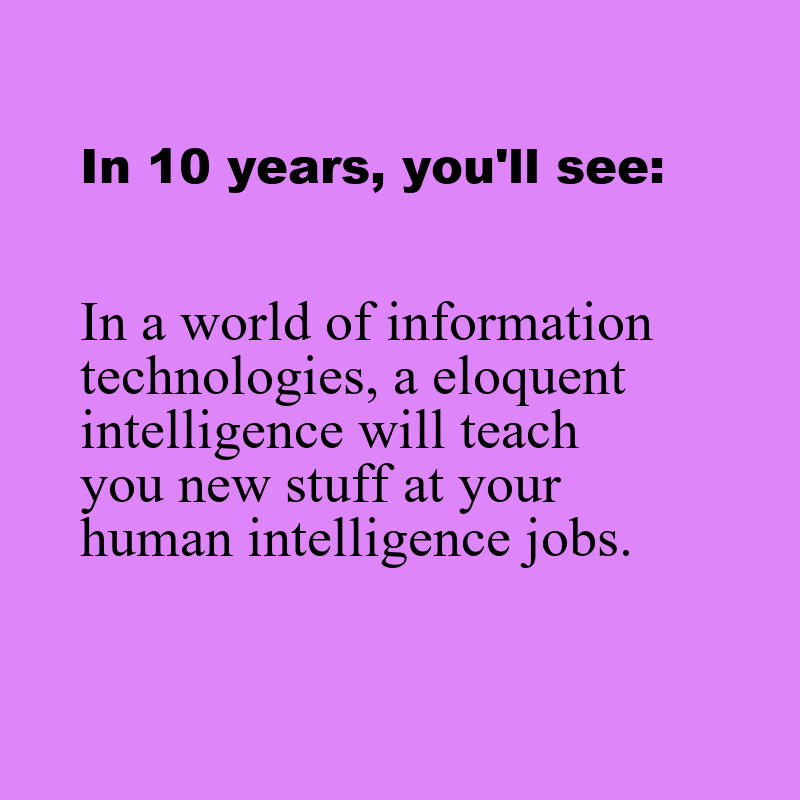 In 10 years, you'll see:
In a world of information
technologies, a eloquent
intelligence will teach
you new stuff at your
human intelligence jobs.